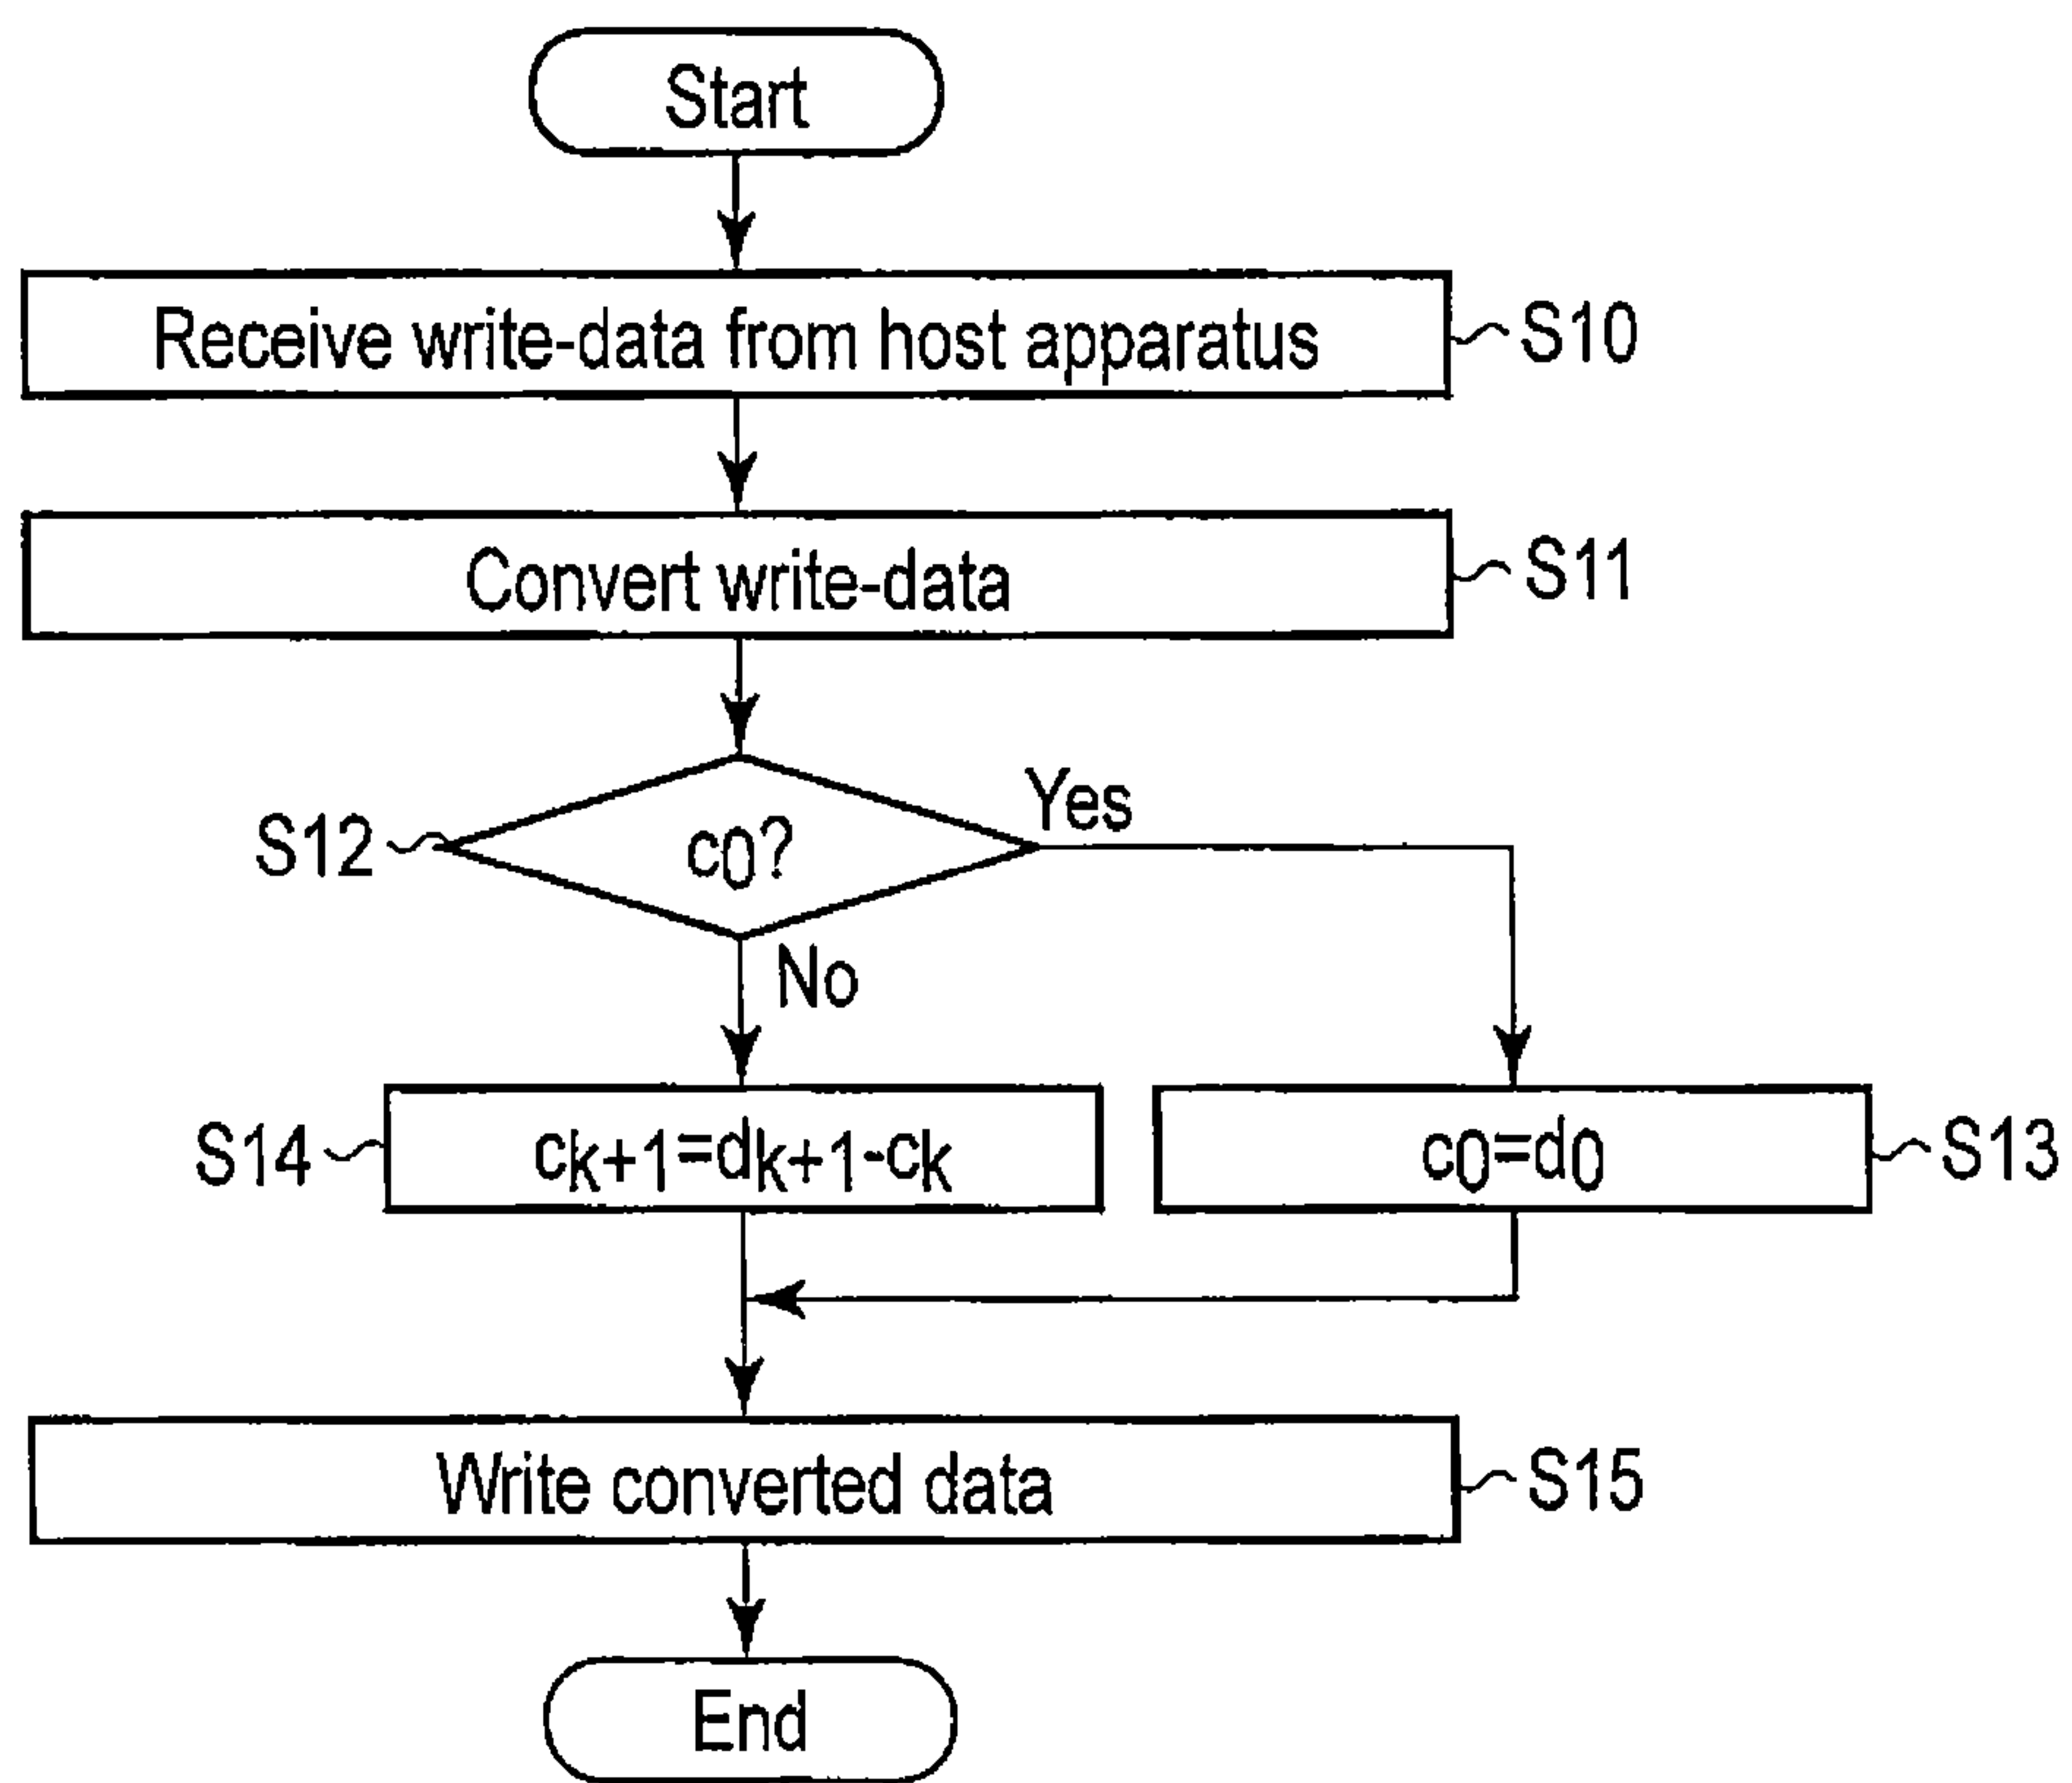 Start
Receive write-data from host apparatus
S10
Convert write-data
S11
S12
c0?
Yes
No
S14
ck+1=dk+1-ck
c0=d0
S13
Write converted data
S15
End